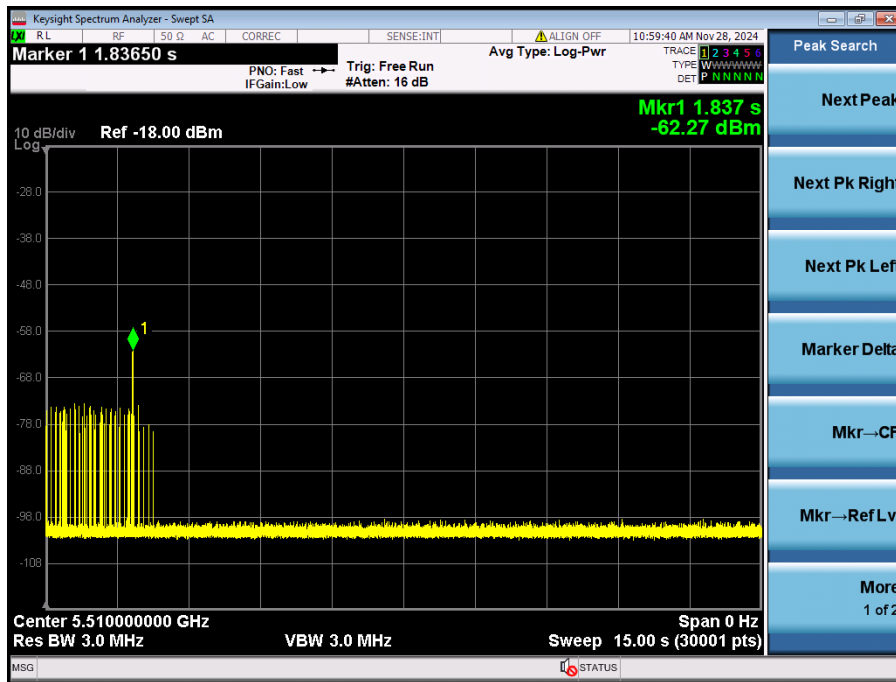 Keysight Spectrum Analyzer - Swept SA
LXI RL RF 50 Ω AC CORREC SENSE:INT ALIGN OFF 10:59:40 AM Nov 28, 2024
Marker 1 1.83650 s
PNO: Fast
IFGain:Low
Trig: Free Run
#Atten: 16 dB
Avg Type: Log-Pwr
TRACE 1 2 3 4 5 6
TYPE WWWWWW
DET P N N N N N
Mkr1 1.837 s
-62.27 dBm
10 dB/div Ref -18.00 dBm
Log
-28.0
-38.0
-48.0
-58.0
-68.0
-78.0
-88.0
-98.0
-108
1
Center 5.510000000 GHz Span 0 Hz
Res BW 3.0 MHz VBW 3.0 MHz Sweep 15.00 s (30001 pts)
MSG STATUS
Peak Search
Next Peak
Next Pk Right
Next Pk Left
Marker Delta
Mkr→CF
Mkr→Ref Lv
More
1 of 2